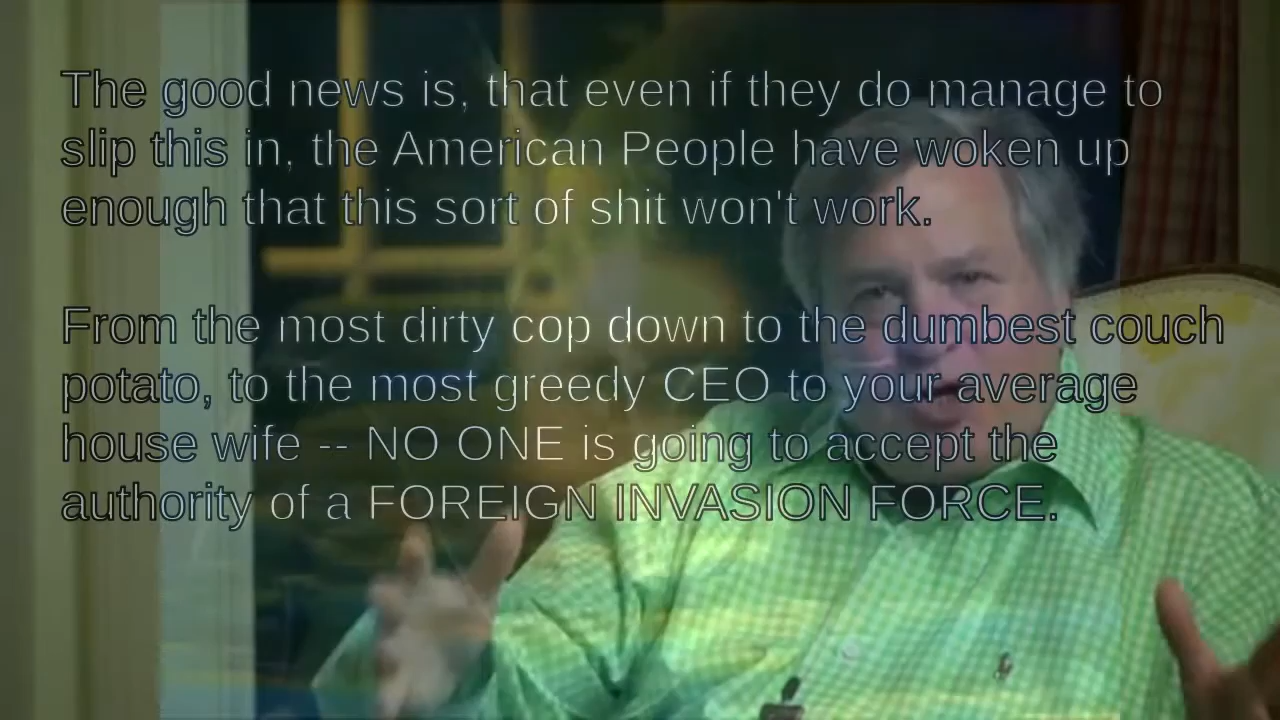 The good news is, that even if they do manage to
slip this in, the American People have woken up
enough that this sort of shit won't work.
From the most dirty cop down to the dumbest couch
potato, to the most greedy CEO to your average
house wife -- NO ONE is going to accept the
authority of a FOREIGN INVASION FORCE.